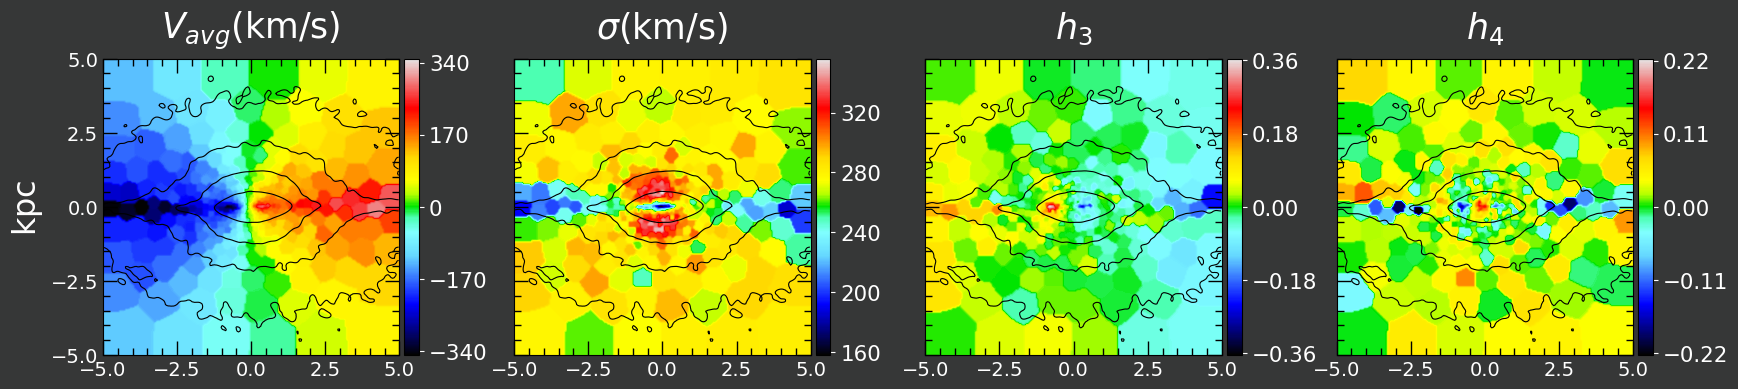 V_avg(km/s) σ(km/s) h_3 h_4
5.0 340 0.36 0.22
320
2.5 170 280 0.18 0.11
kpc 0.0 0 240 0.00 0.00
−2.5 −170 200 −0.18 −0.11
−5.0 −340 160 −0.36 −0.22
−5.0 −2.5 0.0 2.5 5.0 −5.0 −2.5 0.0 2.5 5.0 −5.0 −2.5 0.0 2.5 5.0 −5.0 −2.5 0.0 2.5 5.0